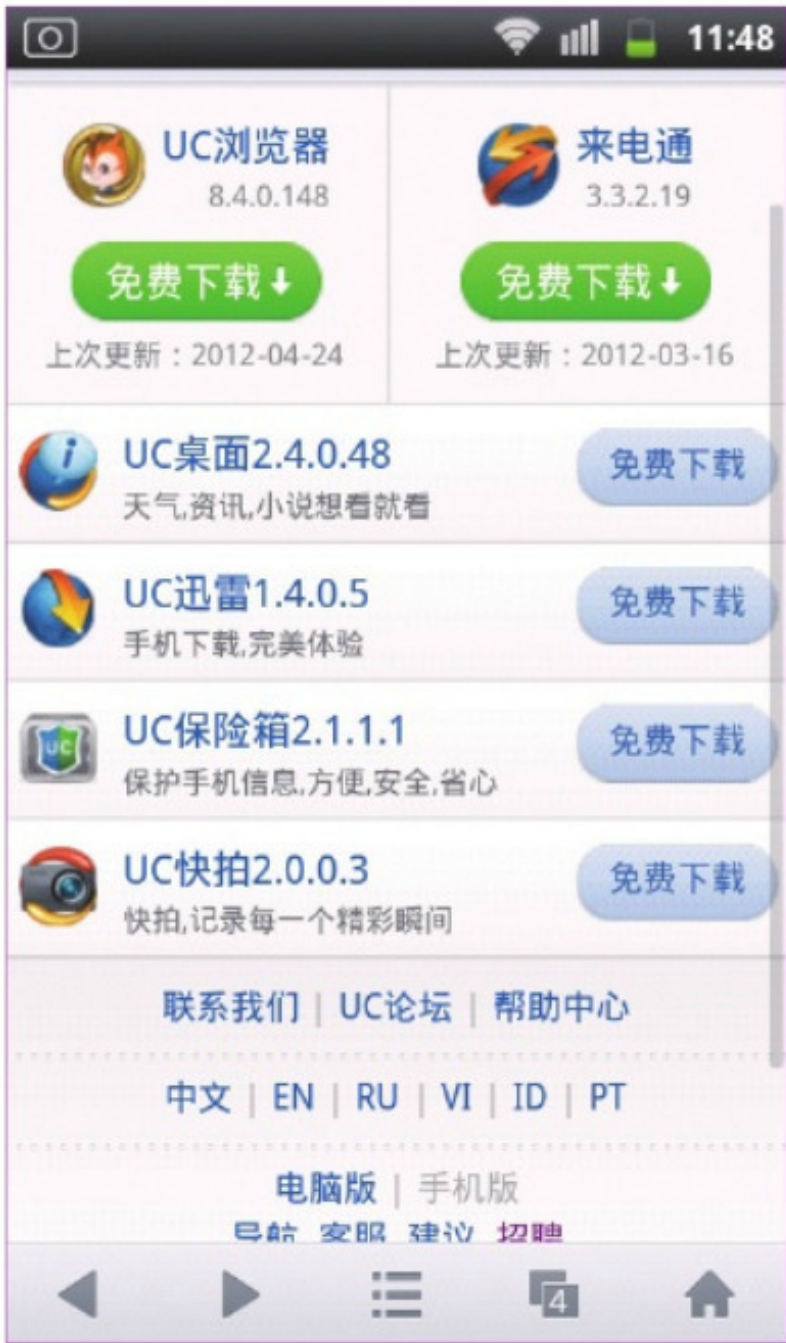 11:48
UC浏览器 来电通
8.4.0.148 3.3.2.19
免费下载 免费下载
上次更新：2012-04-24 上次更新：2012-03-16
UC桌面2.4.0.48
免费下载
天气,资讯,小说想看就看
UC迅雷1.4.0.5
免费下载
手机下载,完美体验
UC保险箱2.1.1.1
免费下载
保护手机信息,方便,安全,省心
UC快拍2.0.0.3
免费下载
快拍,记录每一个精彩瞬间
联系我们 | UC论坛 | 帮助中心
中文 | EN | RU | VI | ID | PT
电脑版 | 手机版
导航 客服 建议 招聘
4